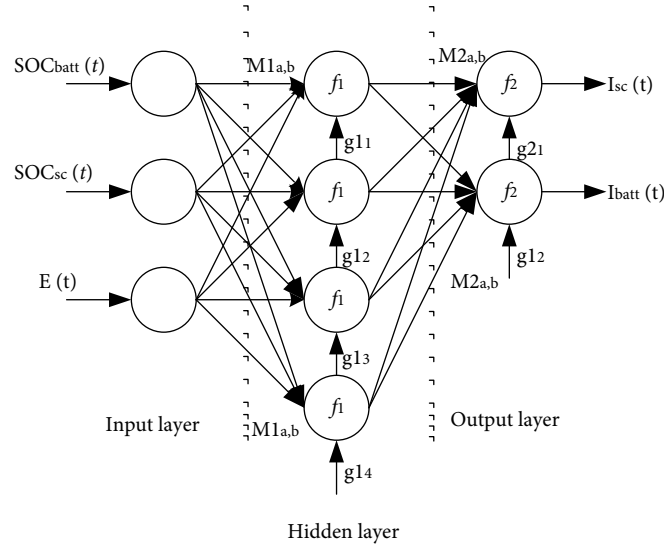 SOCbatt (t)
M1a,b
f1
M2a,b
f2
Isc (t)
g11
g21
SOCsc (t)
f1
f2
Ibatt (t)
g12
g12
E (t)
f1
M2a,b
g13
Input layer
M1a,b
f1
Output layer
g14
Hidden layer